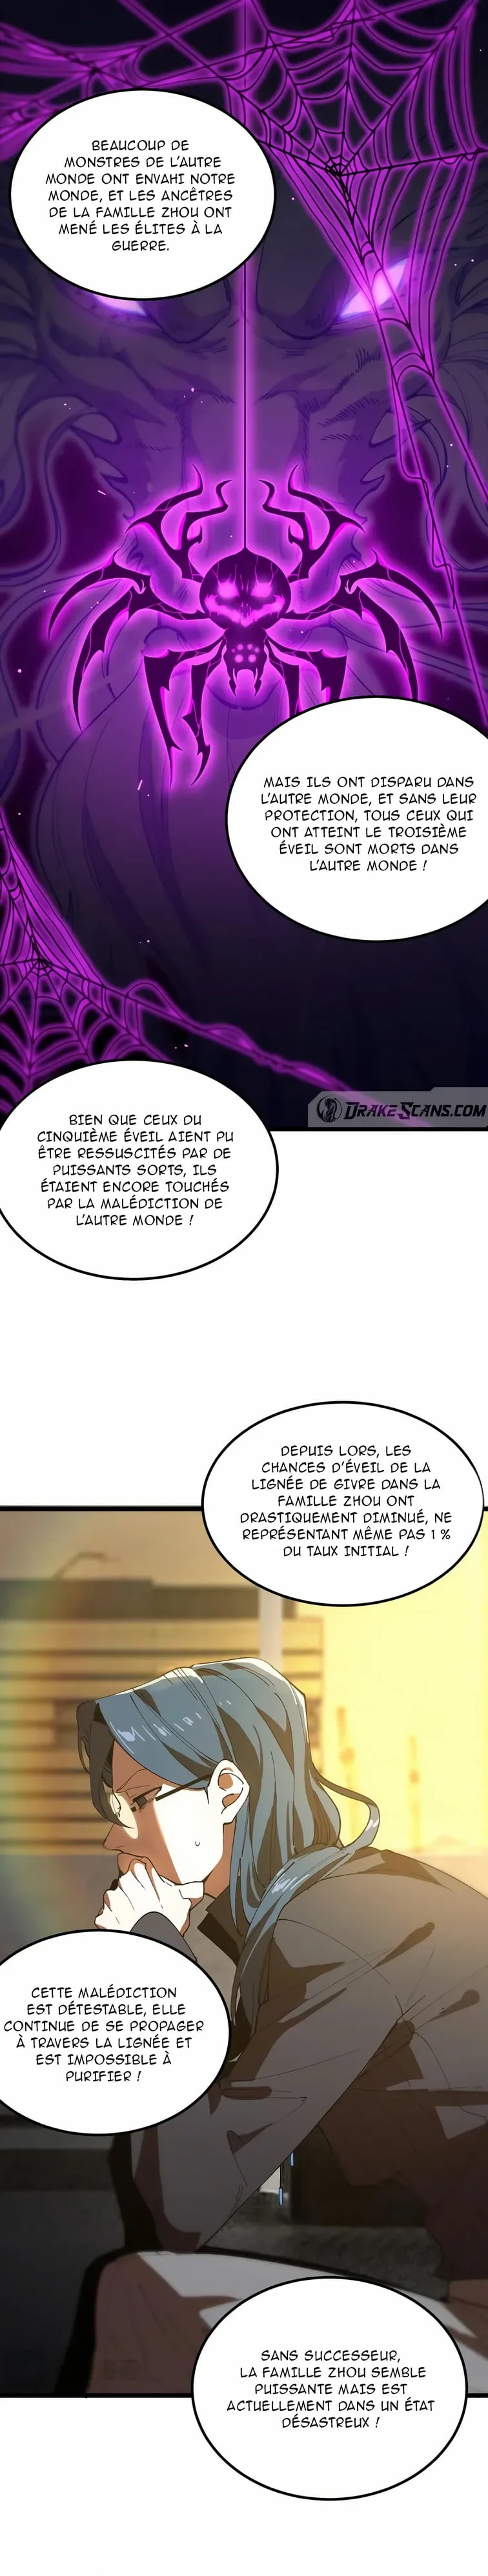 BEAUCOUP DE
MONSTRES DE L'AUTRE
MONDE ONT ENVAHI NOTRE
MONDE, ET LES ANCÊTRES
DE LA FAMILLE ZHOU ONT
MENÉ LES ÉLITES À LA
GUERRE.
MAIS ILS ONT DISPARU DANS
L'AUTRE MONDE, ET SANS LEUR
PROTECTION, TOUS CEUX QUI
ONT ATTEINT LE TROISIÈME
ÉVEIL SONT MORTS DANS
L'AUTRE MONDE !
DRAKESCANS.COM
BIEN QUE CEUX DU
CINQUIÈME ÉVEIL AIENT PU
ÊTRE RESSUSCITÉS PAR DE
PUISSANTS SORTS, ILS
ÉTAIENT ENCORE TOUCHÉS
PAR LA MALÉDICTION DE
L'AUTRE MONDE !
DEPUIS LORS, LES
CHANCES D'ÉVEIL DE LA
LIGNÉE DE GIVRE DANS LA
FAMILLE ZHOU ONT
DRASTIQUEMENT DIMINUÉ, NE
REPRÉSENTANT MÊME PAS 1 %
DU TAUX INITIAL !
CETTE MALÉDICTION
EST DÉTESTABLE, ELLE
CONTINUE DE SE PROPAGER
À TRAVERS LA LIGNÉE ET
EST IMPOSSIBLE À
PURIFIER !
SANS SUCCESSEUR,
LA FAMILLE ZHOU SEMBLE
PUISSANTE MAIS EST
ACTUELLEMENT DANS UN ÉTAT
DÉSASTREUX !